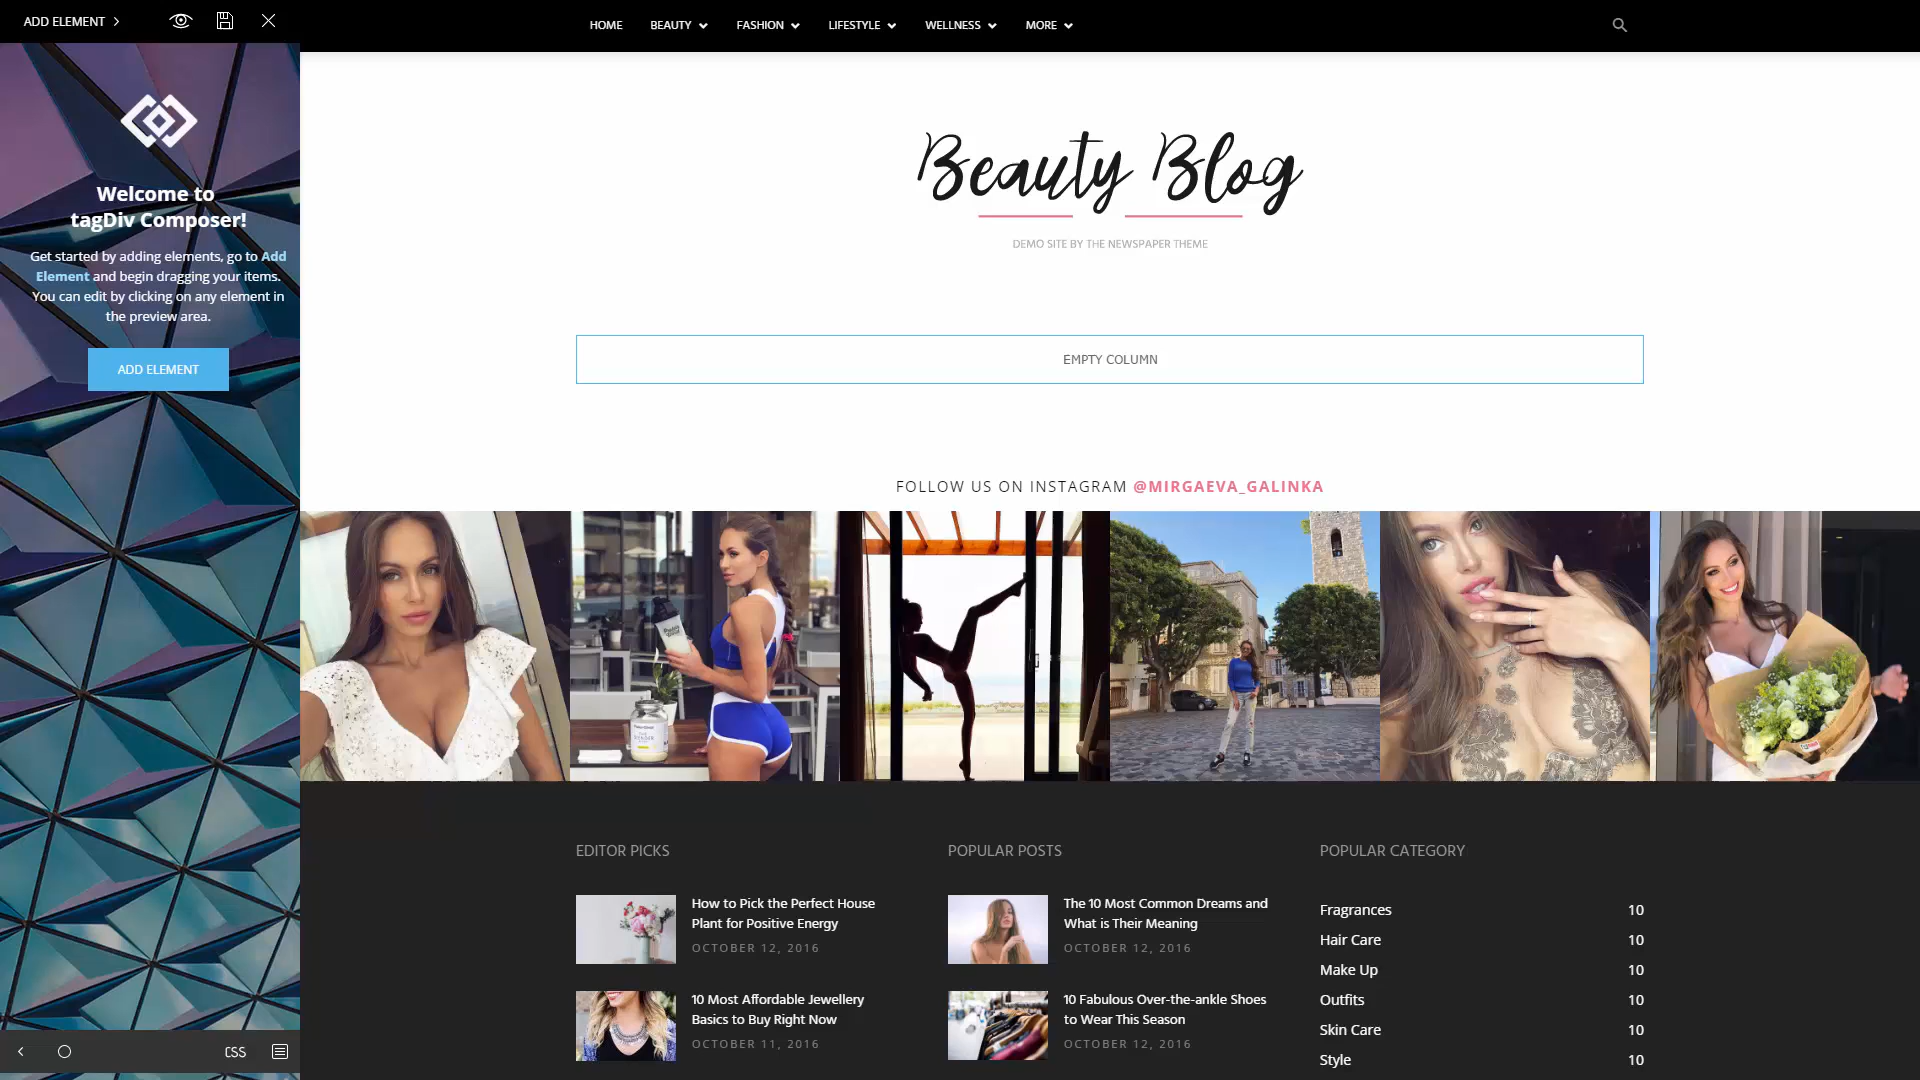 ADD ELEMENT
HOME
BEAUTY
FASHION
LIFESTYLE
WELLNESS
MORE
Welcome to
tagDiv Composer!
Get started by adding elements, go to Add
Element and begin dragging your items.
You can edit by clicking on any element in
the preview area.
ADD ELEMENT
Beauty Blog
DEMO SITE BY THE NEWSPAPER THEME
EMPTY COLUMN
FOLLOW US ON INSTAGRAM @MIRGAEVA_GALINKA
EDITOR PICKS
How to Pick the Perfect House
Plant for Positive Energy
OCTOBER 12, 2016
10 Most Affordable Jewellery
Basics to Buy Right Now
OCTOBER 11, 2016
POPULAR POSTS
The 10 Most Common Dreams and
What is Their Meaning
OCTOBER 12, 2016
10 Fabulous Over-the-ankle Shoes
to Wear This Season
OCTOBER 12, 2016
POPULAR CATEGORY
Fragrances 10
Hair Care 10
Make Up 10
Outfits 10
Skin Care 10
Style 10
CSS